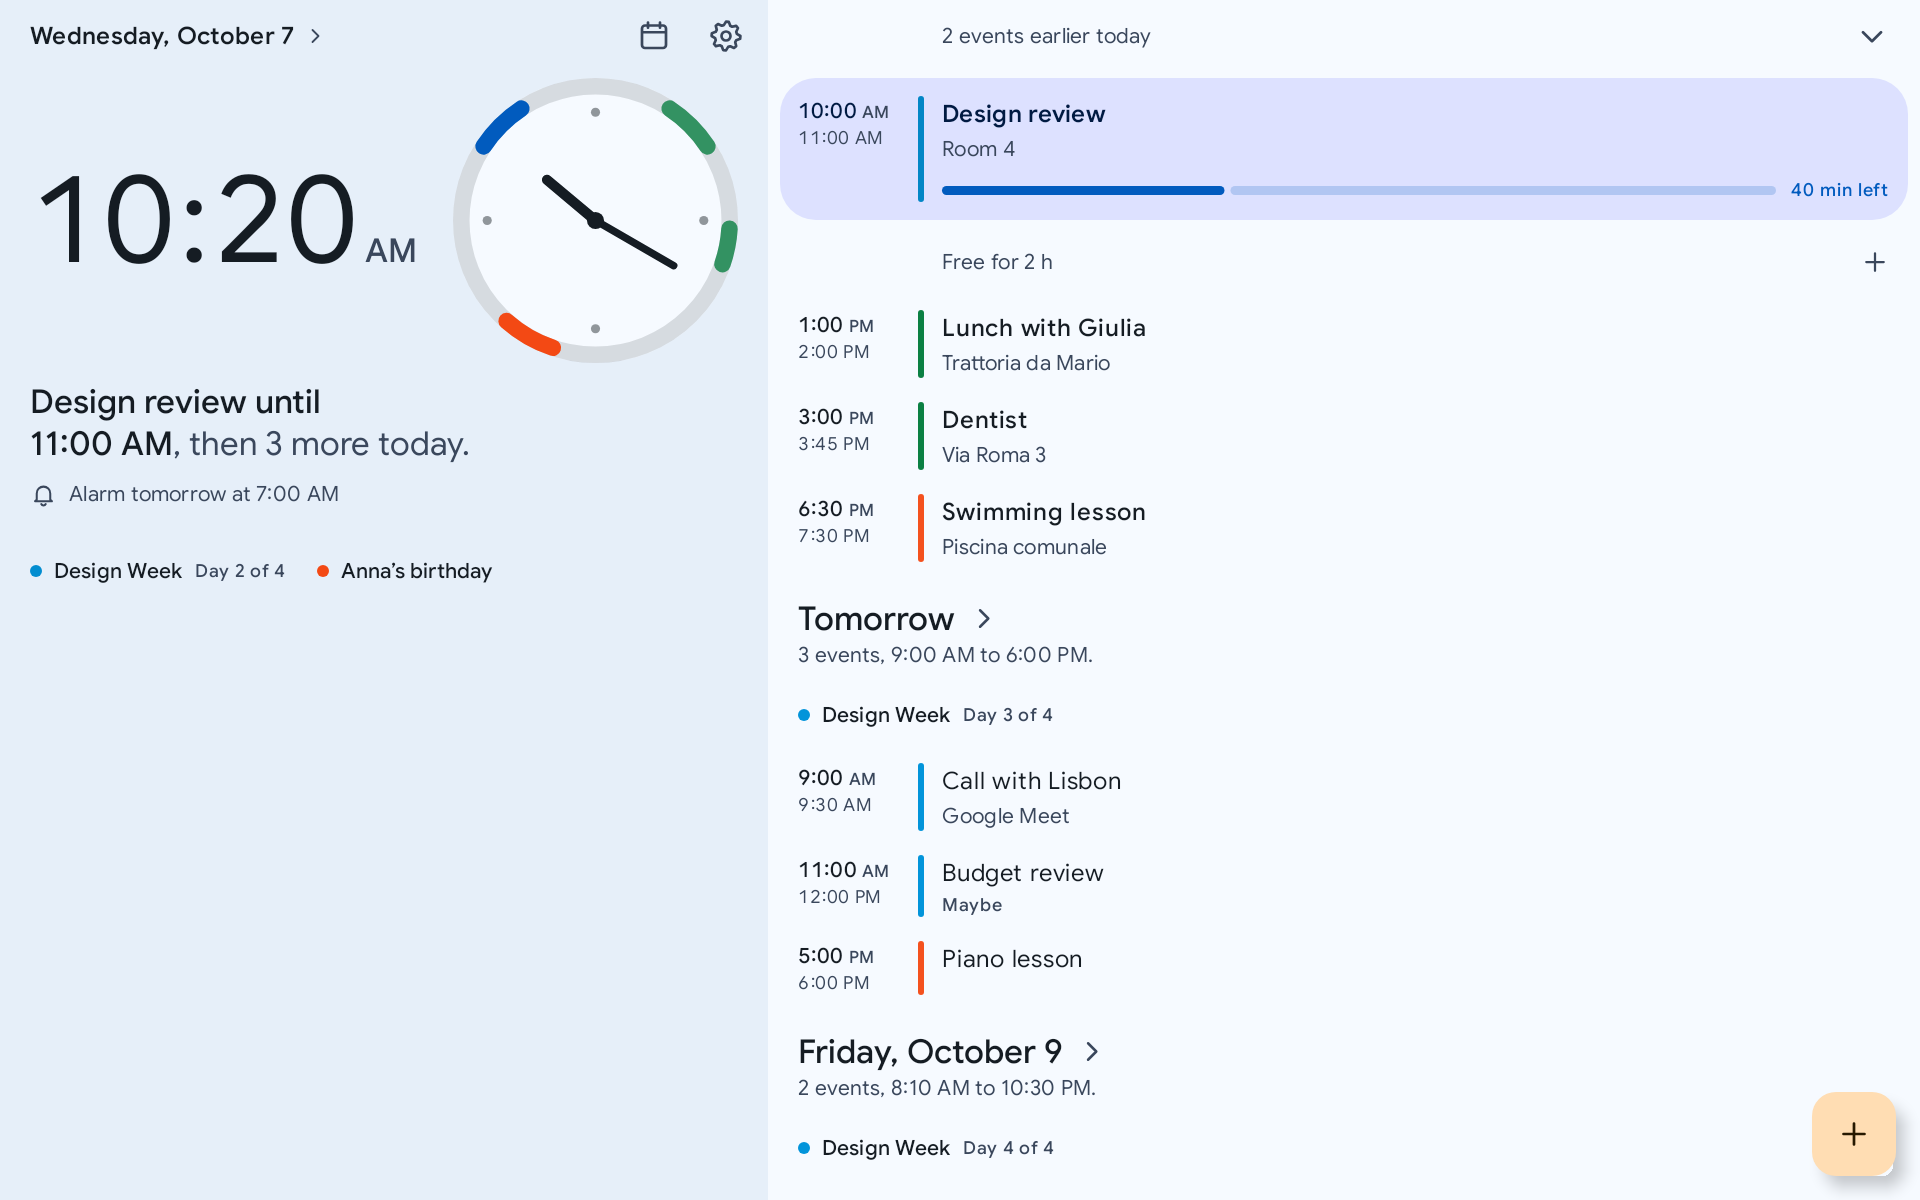 Wednesday, October 7
10:20 AM
Design review until
11:00 AM, then 3 more today.
Alarm tomorrow at 7:00 AM
Design Week Day 2 of 4 Anna’s birthday
2 events earlier today
10:00 AM Design review
11:00 AM Room 4
40 min left
Free for 2 h
1:00 PM Lunch with Giulia
2:00 PM Trattoria da Mario
3:00 PM Dentist
3:45 PM Via Roma 3
6:30 PM Swimming lesson
7:30 PM Piscina comunale
Tomorrow
3 events, 9:00 AM to 6:00 PM.
Design Week Day 3 of 4
9:00 AM Call with Lisbon
9:30 AM Google Meet
11:00 AM Budget review
12:00 PM Maybe
5:00 PM Piano lesson
6:00 PM
Friday, October 9
2 events, 8:10 AM to 10:30 PM.
Design Week Day 4 of 4